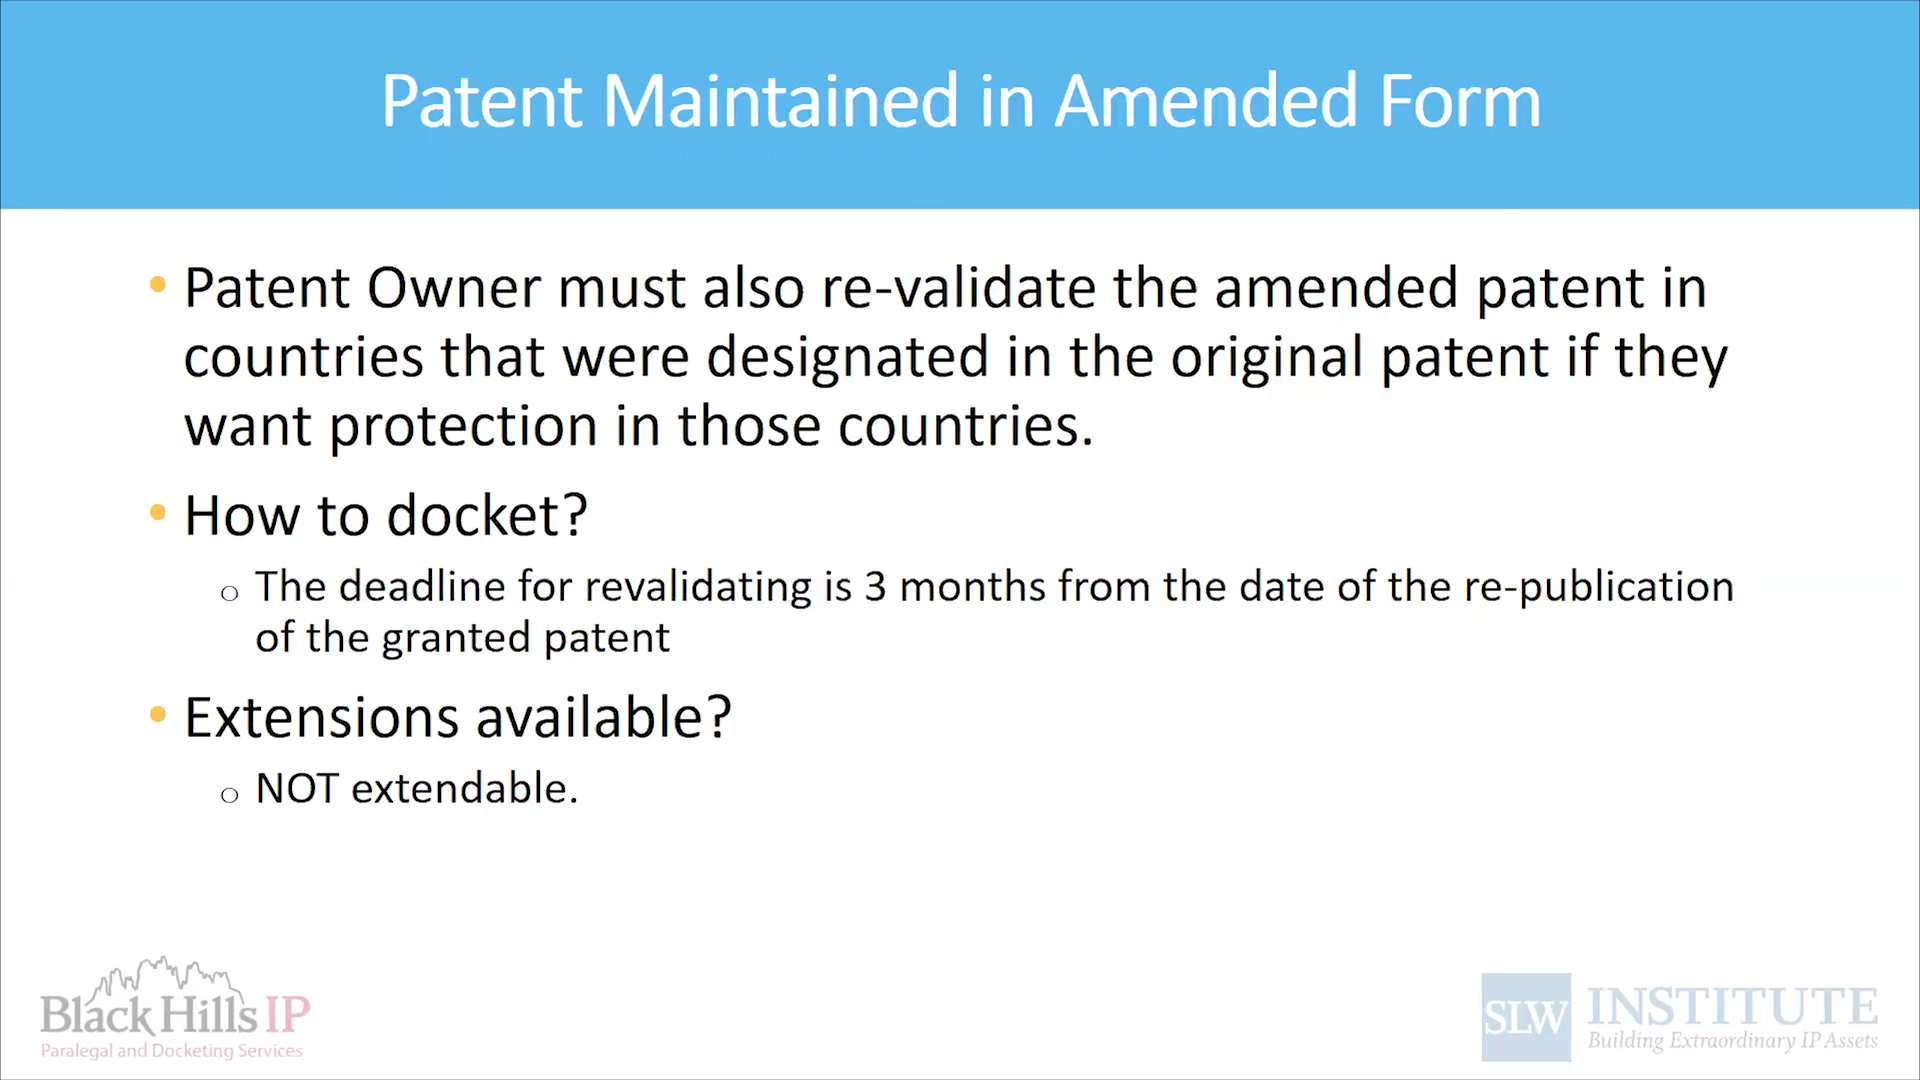 Patent Maintained in Amended Form
• Patent Owner must also re-validate the amended patent in
countries that were designated in the original patent if they
want protection in those countries.
• How to docket?
o The deadline for revalidating is 3 months from the date of the re-publication
of the granted patent
• Extensions available?
o NOT extendable.
Black Hills IP
Paralegal and Docketing Services
SLW INSTITUTE
Building Extraordinary IP Assets